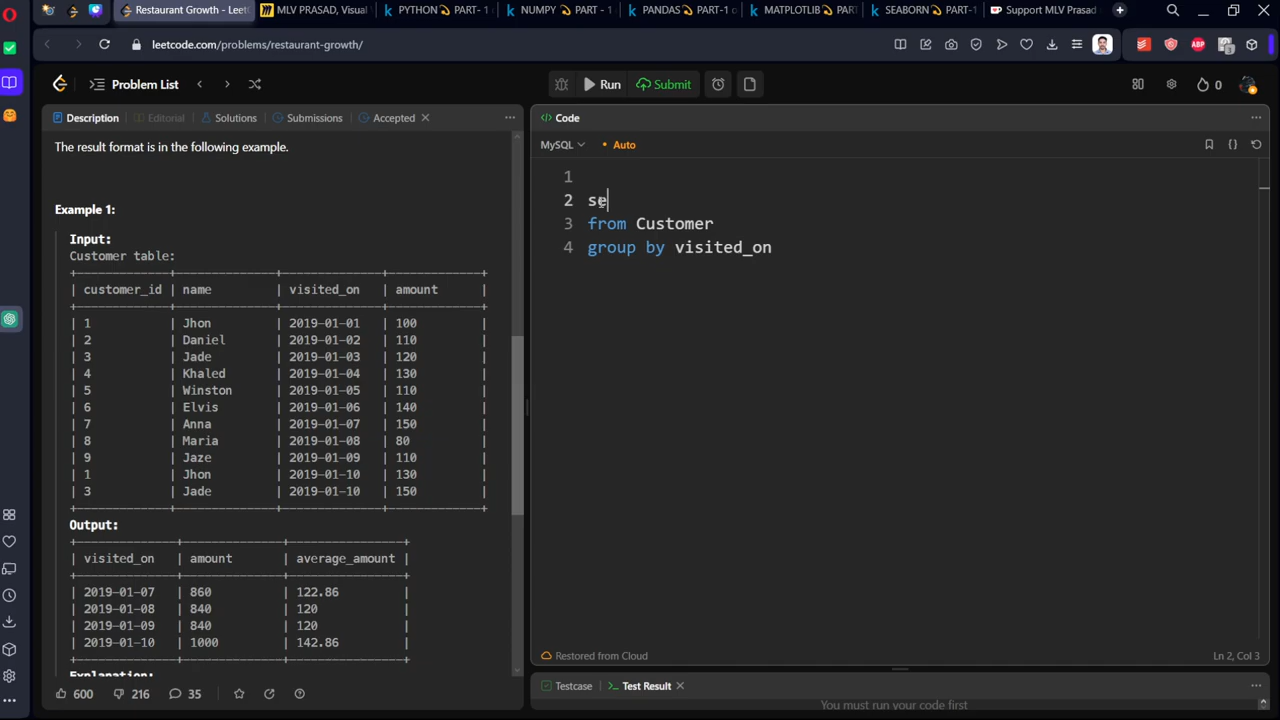 Restaurant Growth - LeetC
MLV PRASAD, Visual
PYTHON PART- 1
NUMPY PART - 1
PANDAS PART-1 o
MATPLOTLIB PART
SEABORN PART-1
Support MLV Prasad
leetcode.com/problems/restaurant-growth/
ABP
Problem List
Run
Submit
0
Description
Editorial
Solutions
Submissions
Accepted
The result format is in the following example.
Example 1:
Input:
Customer table:
+-------------+--------------+--------------+-------------+
| customer_id | name         | visited_on   | amount      |
+-------------+--------------+--------------+-------------+
| 1           | Jhon         | 2019-01-01   | 100         |
| 2           | Daniel       | 2019-01-02   | 110         |
| 3           | Jade         | 2019-01-03   | 120         |
| 4           | Khaled       | 2019-01-04   | 130         |
| 5           | Winston      | 2019-01-05   | 110         |
| 6           | Elvis        | 2019-01-06   | 140         |
| 7           | Anna         | 2019-01-07   | 150         |
| 8           | Maria        | 2019-01-08   | 80          |
| 9           | Jaze         | 2019-01-09   | 110         |
| 1           | Jhon         | 2019-01-10   | 130         |
| 3           | Jade         | 2019-01-10   | 150         |
+-------------+--------------+--------------+-------------+
Output:
+--------------+--------------+----------------+
| visited_on   | amount       | average_amount |
+--------------+--------------+----------------+
| 2019-01-07   | 860          | 122.86         |
| 2019-01-08   | 840          | 120            |
| 2019-01-09   | 840          | 120            |
| 2019-01-10   | 1000         | 142.86         |
+--------------+--------------+----------------+
Explanation:
600
216
35
Code
MySQL
Auto
1
2 se
3 from Customer
4 group by visited_on
Restored from Cloud
Ln 2, Col 3
Testcase
Test Result
You must run your code first